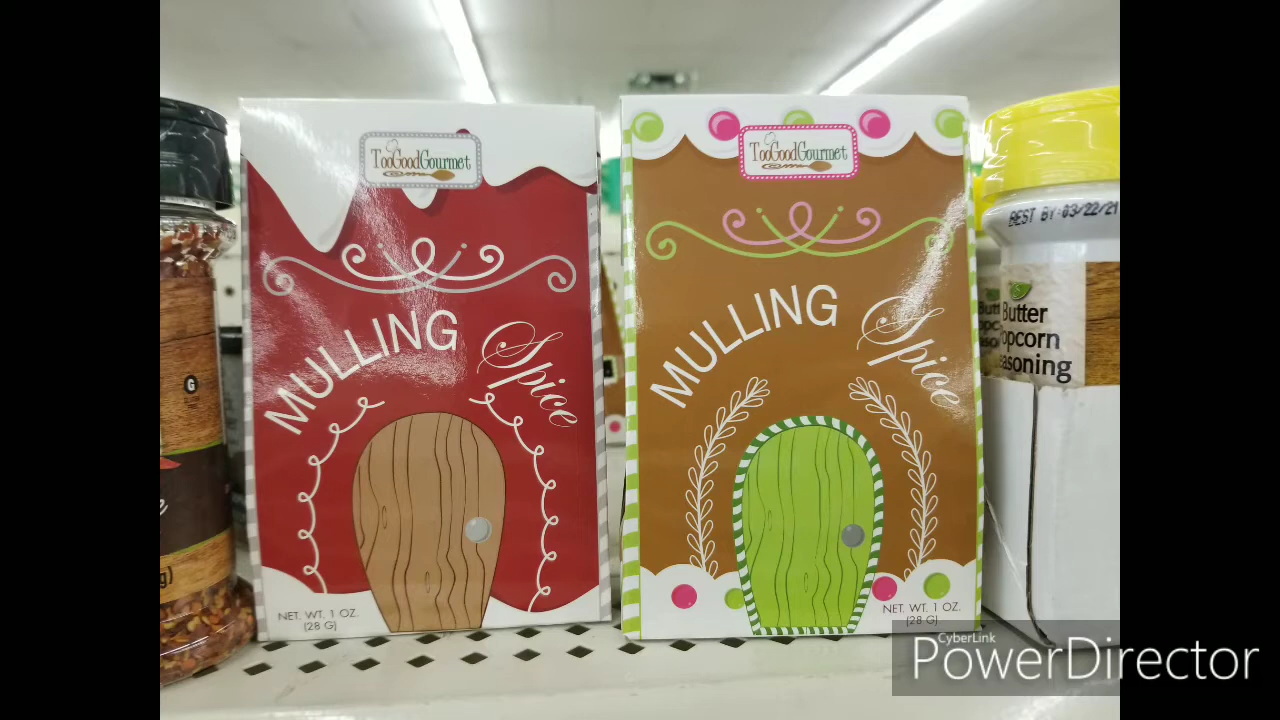 TooGoodGourmet
MULLING Spice
NET. WT. 1 OZ.
(28 G)
TooGoodGourmet
MULLING Spice
NET. WT. 1 OZ.
(28 G)
G
g)
BEST BY:03/22/21
Butter
opcorn
easoning
CyberLink
PowerDirector